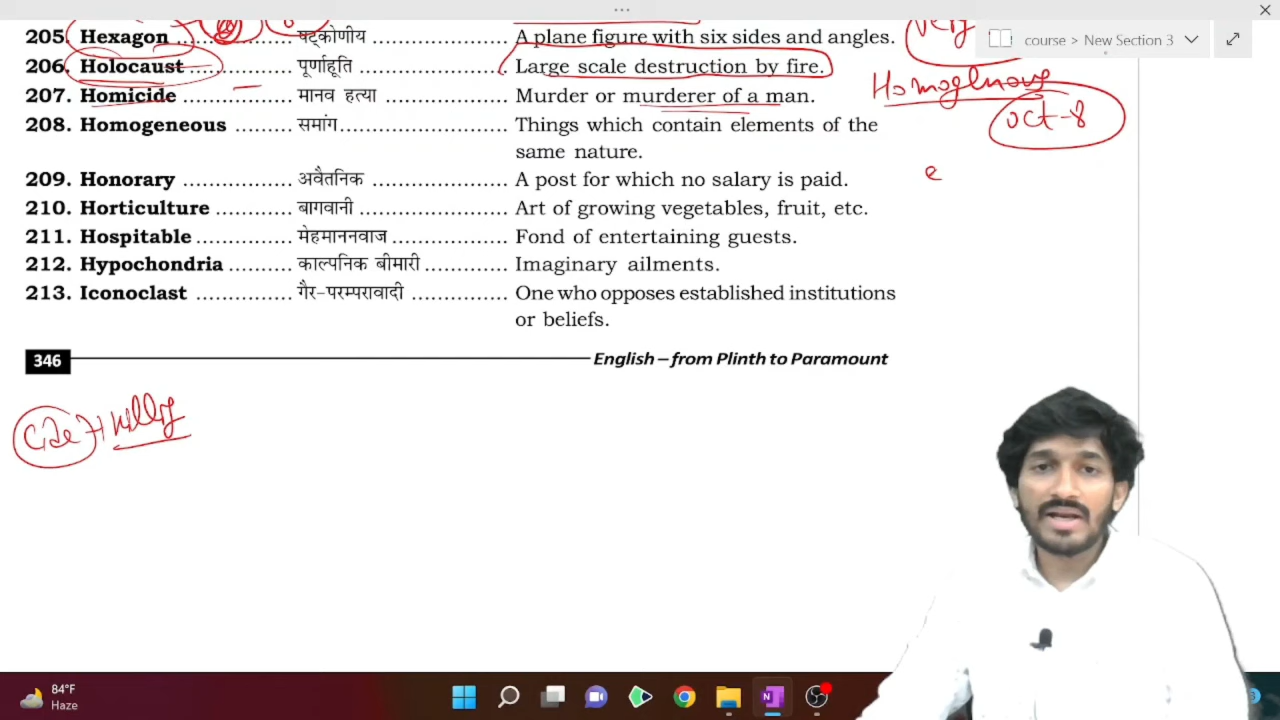 205. Hexagon .................... षट्कोणीय ........................ A plane figure with six sides and angles.
206. Holocaust .................. पूर्णाहूति ........................... Large scale destruction by fire.
207. Homicide ................... मानव हत्या ...................... Murder or murderer of a man.
208. Homogeneous ......... समांग.............................. Things which contain elements of the
same nature.
209. Honorary .................. अवैतनिक ........................ A post for which no salary is paid.
210. Horticulture ............ बागवानी .......................... Art of growing vegetables, fruit, etc.
211. Hospitable ............... मेहमाननवाज .................... Fond of entertaining guests.
212. Hypochondria .......... काल्पनिक बीमारी .............. Imaginary ailments.
213. Iconoclast ................ गैर-परम्परावादी ................. One who opposes established institutions
or beliefs.
346 English – from Plinth to Paramount
very
course > New Section 3
Homogenous
oct-8
e
Cide killing
84°F
Haze